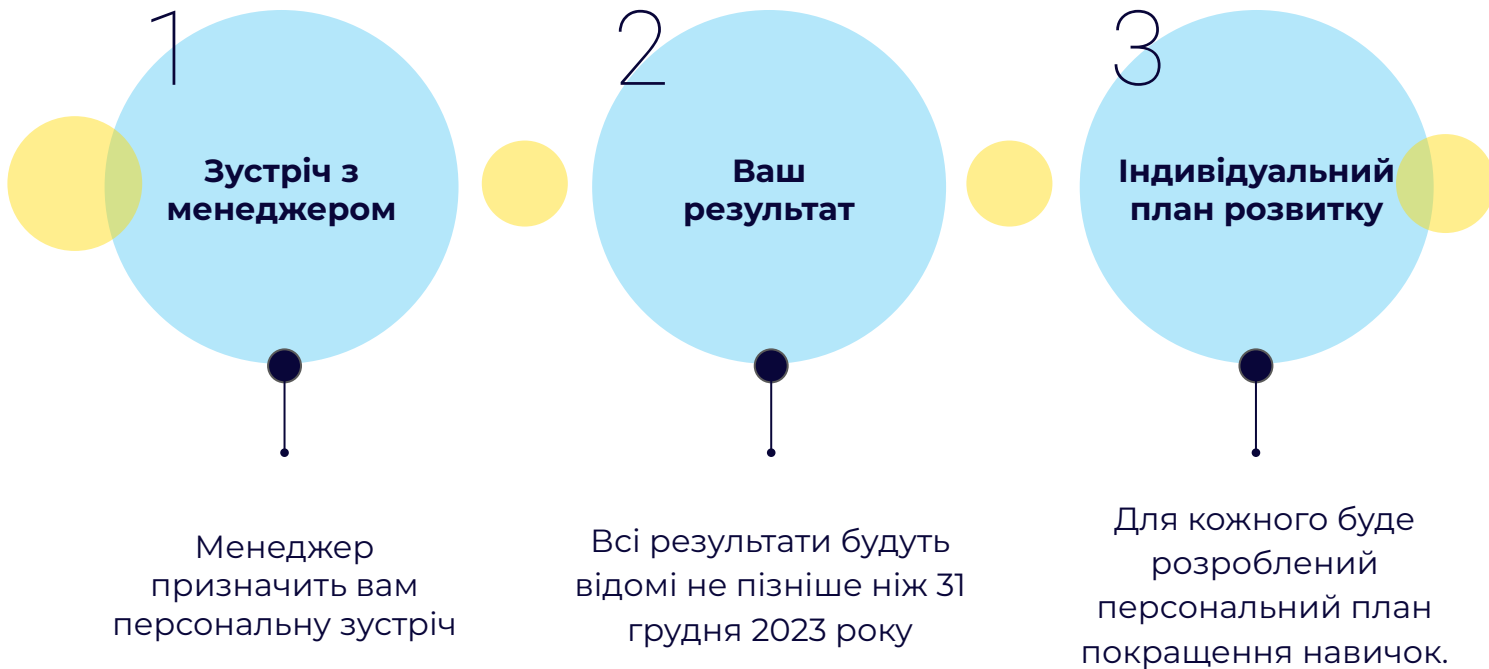 1
Зустріч з
менеджером
Менеджер
призначить вам
персональну зустріч
2
Ваш
результат
Всі результати будуть
відомі не пізніше ніж 31
грудня 2023 року
3
Індивідуальний
план розвитку
Для кожного буде
розроблений
персональний план
покращення навичок.